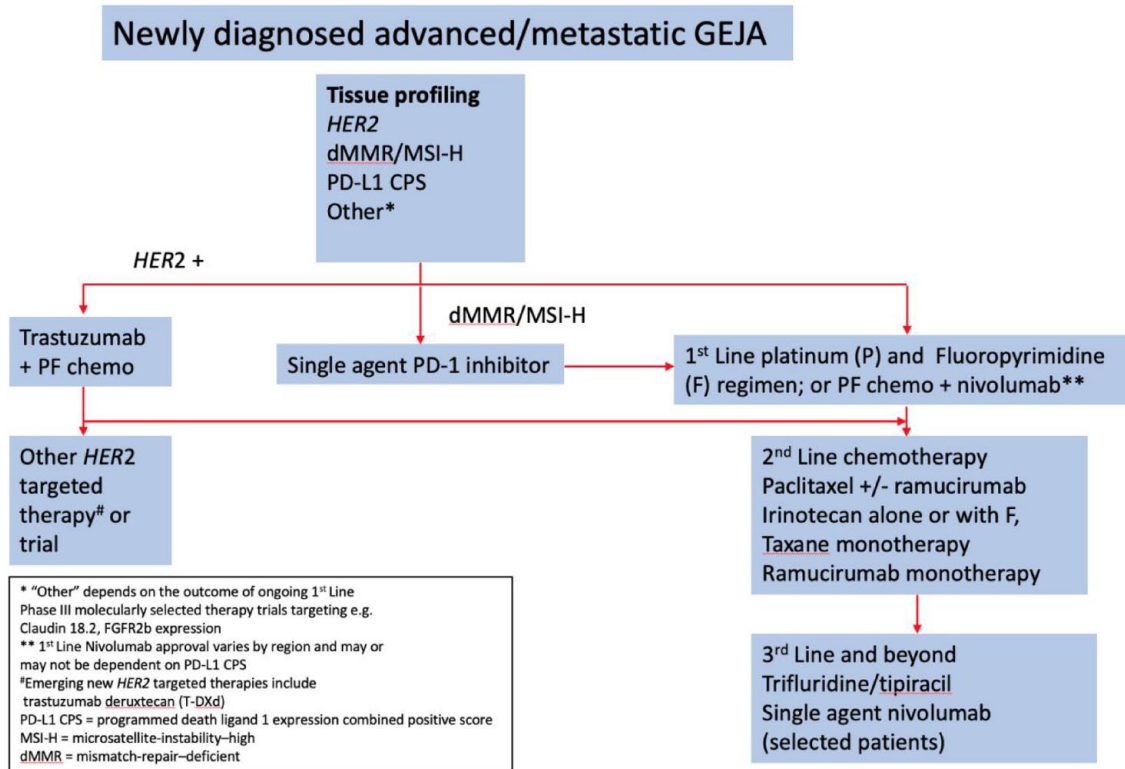 Newly diagnosed advanced/metastatic GEJA
Tissue profiling
HER2
dMMR/MSI-H
PD-L1 CPS
Other*
HER2 +
dMMR/MSI-H
Trastuzumab
+ PF chemo
Single agent PD-1 inhibitor
1st Line platinum (P) and Fluoropyrimidine
(F) regimen; or PF chemo + nivolumab**
Other HER2
targeted
therapy# or
trial
2nd Line chemotherapy
Paclitaxel +/- ramucirumab
Irinotecan alone or with F,
Taxane monotherapy
Ramucirumab monotherapy
* "Other" depends on the outcome of ongoing 1st Line
Phase III molecularly selected therapy trials targeting e.g.
Claudin 18.2, FGFR2b expression
** 1st Line Nivolumab approval varies by region and may or
may not be dependent on PD-L1 CPS
#Emerging new HER2 targeted therapies include
trastuzumab deruxtecan (T-DXd)
PD-L1 CPS = programmed death ligand 1 expression combined positive score
MSI-H = microsatellite-instability–high
dMMR = mismatch-repair–deficient
3rd Line and beyond
Trifluridine/tipiracil
Single agent nivolumab
(selected patients)